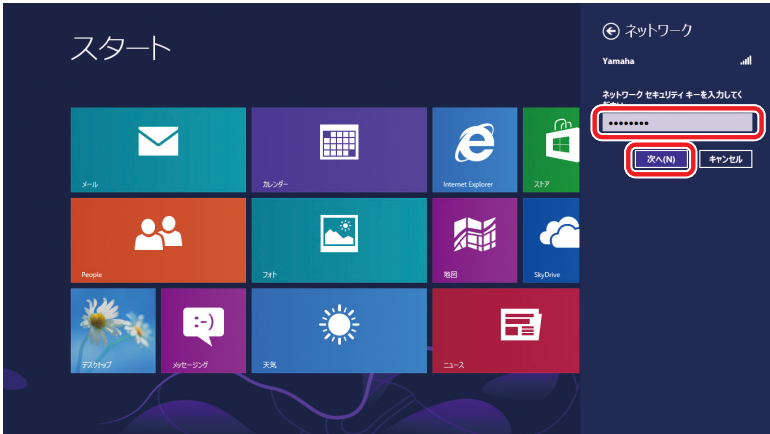 スタート
ネットワーク
Yamaha
ネットワーク セキュリティ キーを入力してく
ださい
••••••••
次へ(N)
キャンセル
メール
カレンダー
Internet Explorer
ストア
People
フォト
地図
SkyDrive
デスクトップ
メッセージング
:-)
天気
ニュース